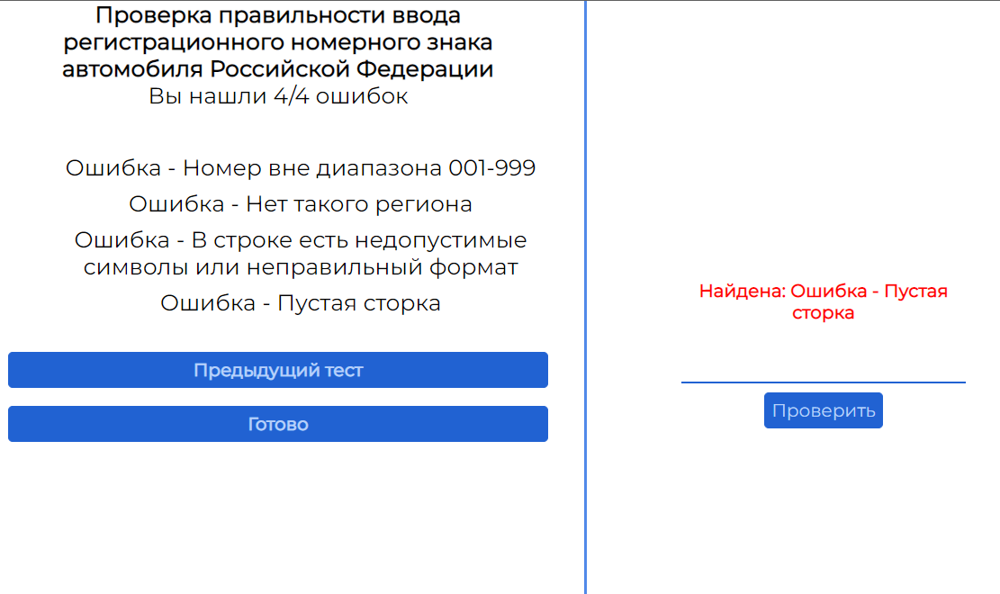 Проверка правильности ввода
регистрационного номерного знака
автомобиля Российской Федерации
Вы нашли 4/4 ошибок
Ошибка - Номер вне диапазона 001-999
Ошибка - Нет такого региона
Ошибка - В строке есть недопустимые
символы или неправильный формат
Ошибка - Пустая сторка
Предыдущий тест
Готово
Найдена: Ошибка - Пустая
сторка
Проверить